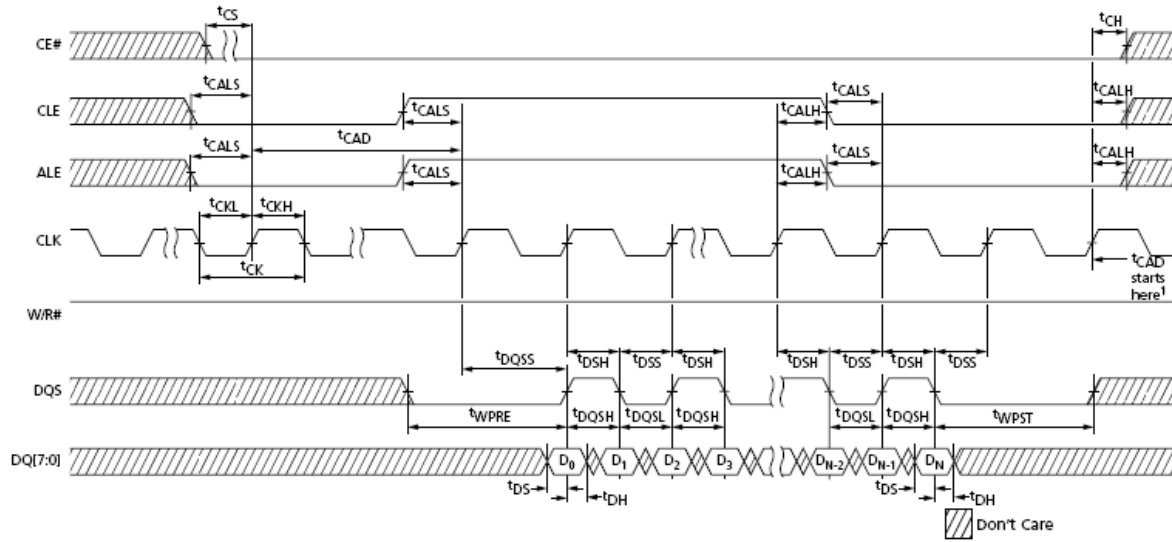 tCS
tCH
CE#
tCALS
tCALS
tCALH
CLE
tCALS
tCALH
tCAD
tCALS
tCALS
tCALH
ALE
tCALS
tCALH
tCKL
tCKH
CLK
tCK
tCAD
starts
here1
W/R#
tDQSS
tDSH
tDSS
tDSH
tDSH
tDSS
tDSH
tDSS
DQS
tWPRE
tDQSH
tDQSL
tDQSH
tDQSL
tDQSH
tWPST
DQ[7:0]
D0
D1
D2
D3
DN-2
DN-1
DN
tDS
tDH
tDS
tDH
Don't Care